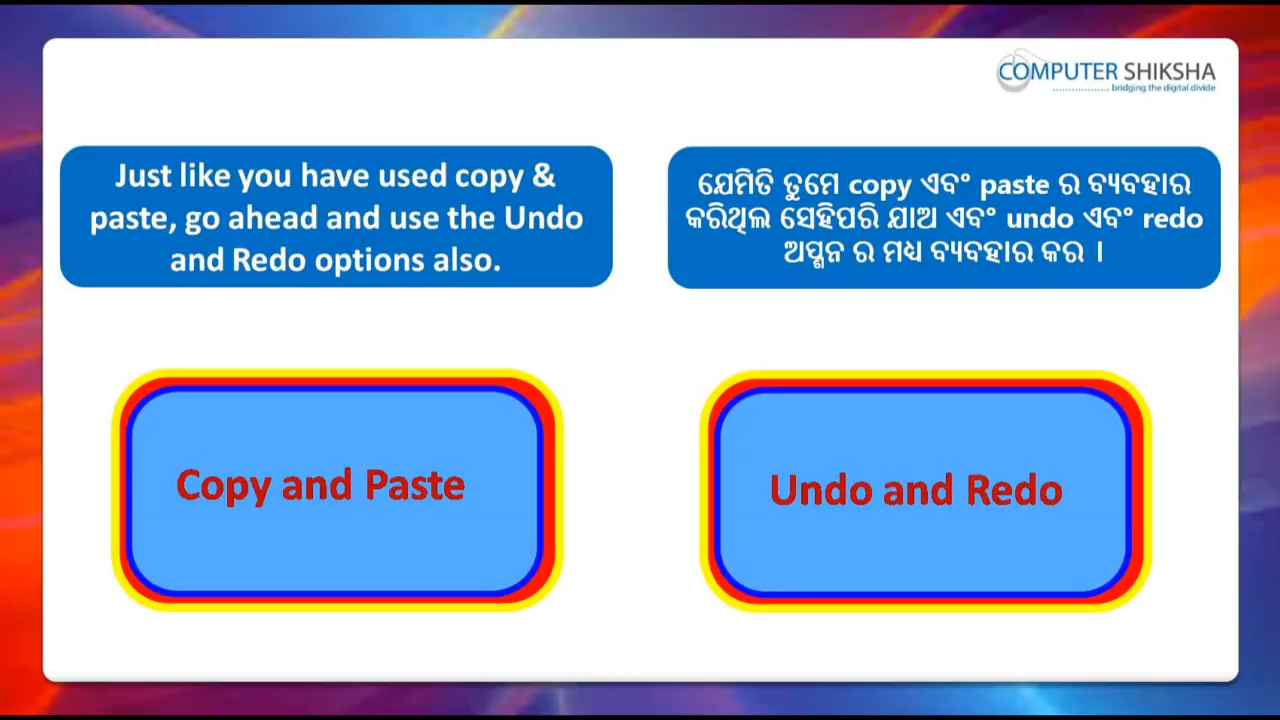 COMPUTER SHIKSHA
bridging the digital divide
Just like you have used copy &
paste, go ahead and use the Undo
and Redo options also.
ଯେମିତି ତୁମେ copy ଏବଂ paste ର ବ୍ୟବହାର
କରିଥିଲ ସେହିପରି ଯାଅ ଏବଂ undo ଏବଂ redo
ଅପ୍ଶନ ର ମଧ୍ୟ ବ୍ୟବହାର କର ।
Copy and Paste
Undo and Redo